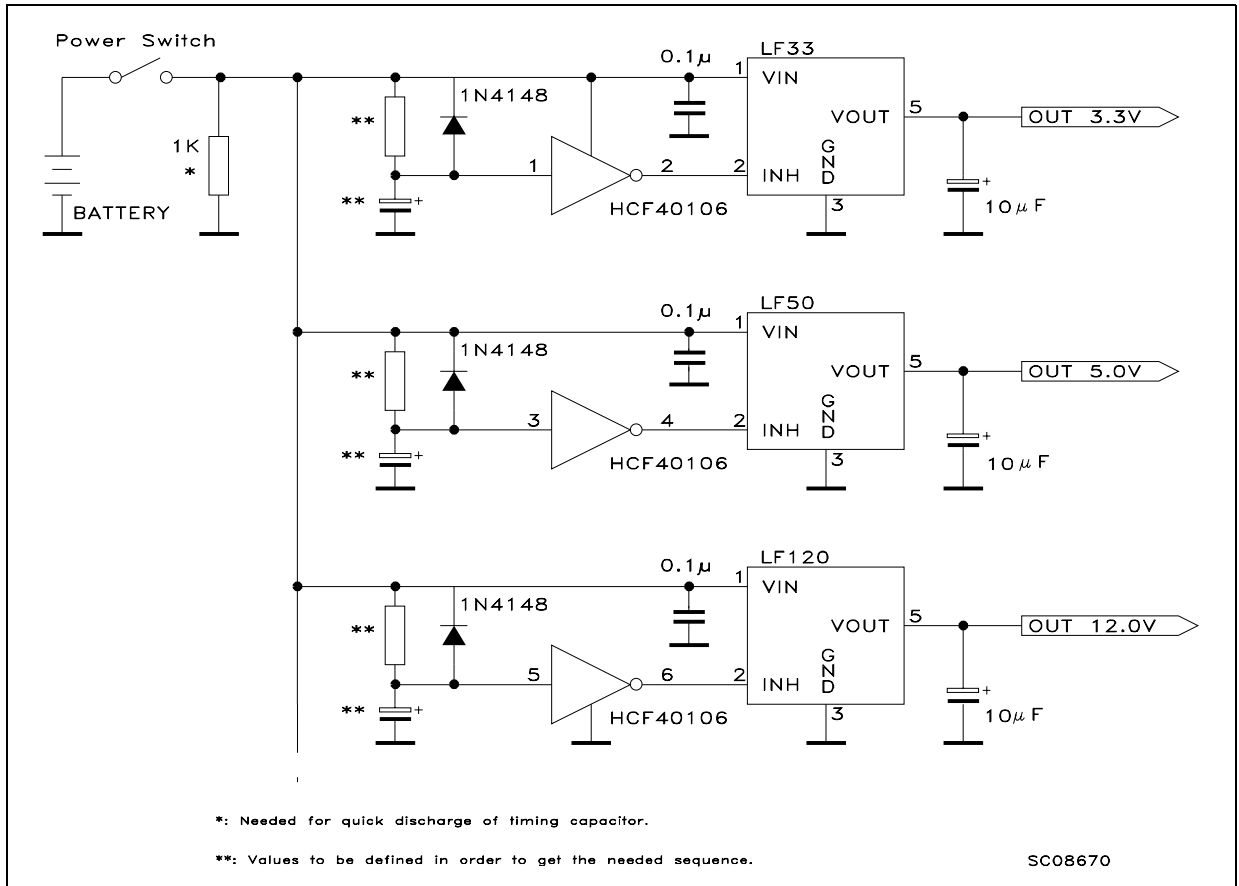 Power Switch
1K
*
BATTERY
**
**
1N4148
1
2
HCF40106
0.1µ
LF33
1
VIN
2
INH
VOUT
GND
3
5
10µF
OUT 3.3V
**
**
1N4148
3
4
HCF40106
0.1µ
LF50
1
VIN
2
INH
VOUT
GND
3
5
10µF
OUT 5.0V
**
**
1N4148
5
6
HCF40106
0.1µ
LF120
1
VIN
2
INH
VOUT
GND
3
5
10µF
OUT 12.0V
+
+
+
+
+
+
*: Needed for quick discharge of timing capacitor.
**: Values to be defined in order to get the needed sequence.
SC08670